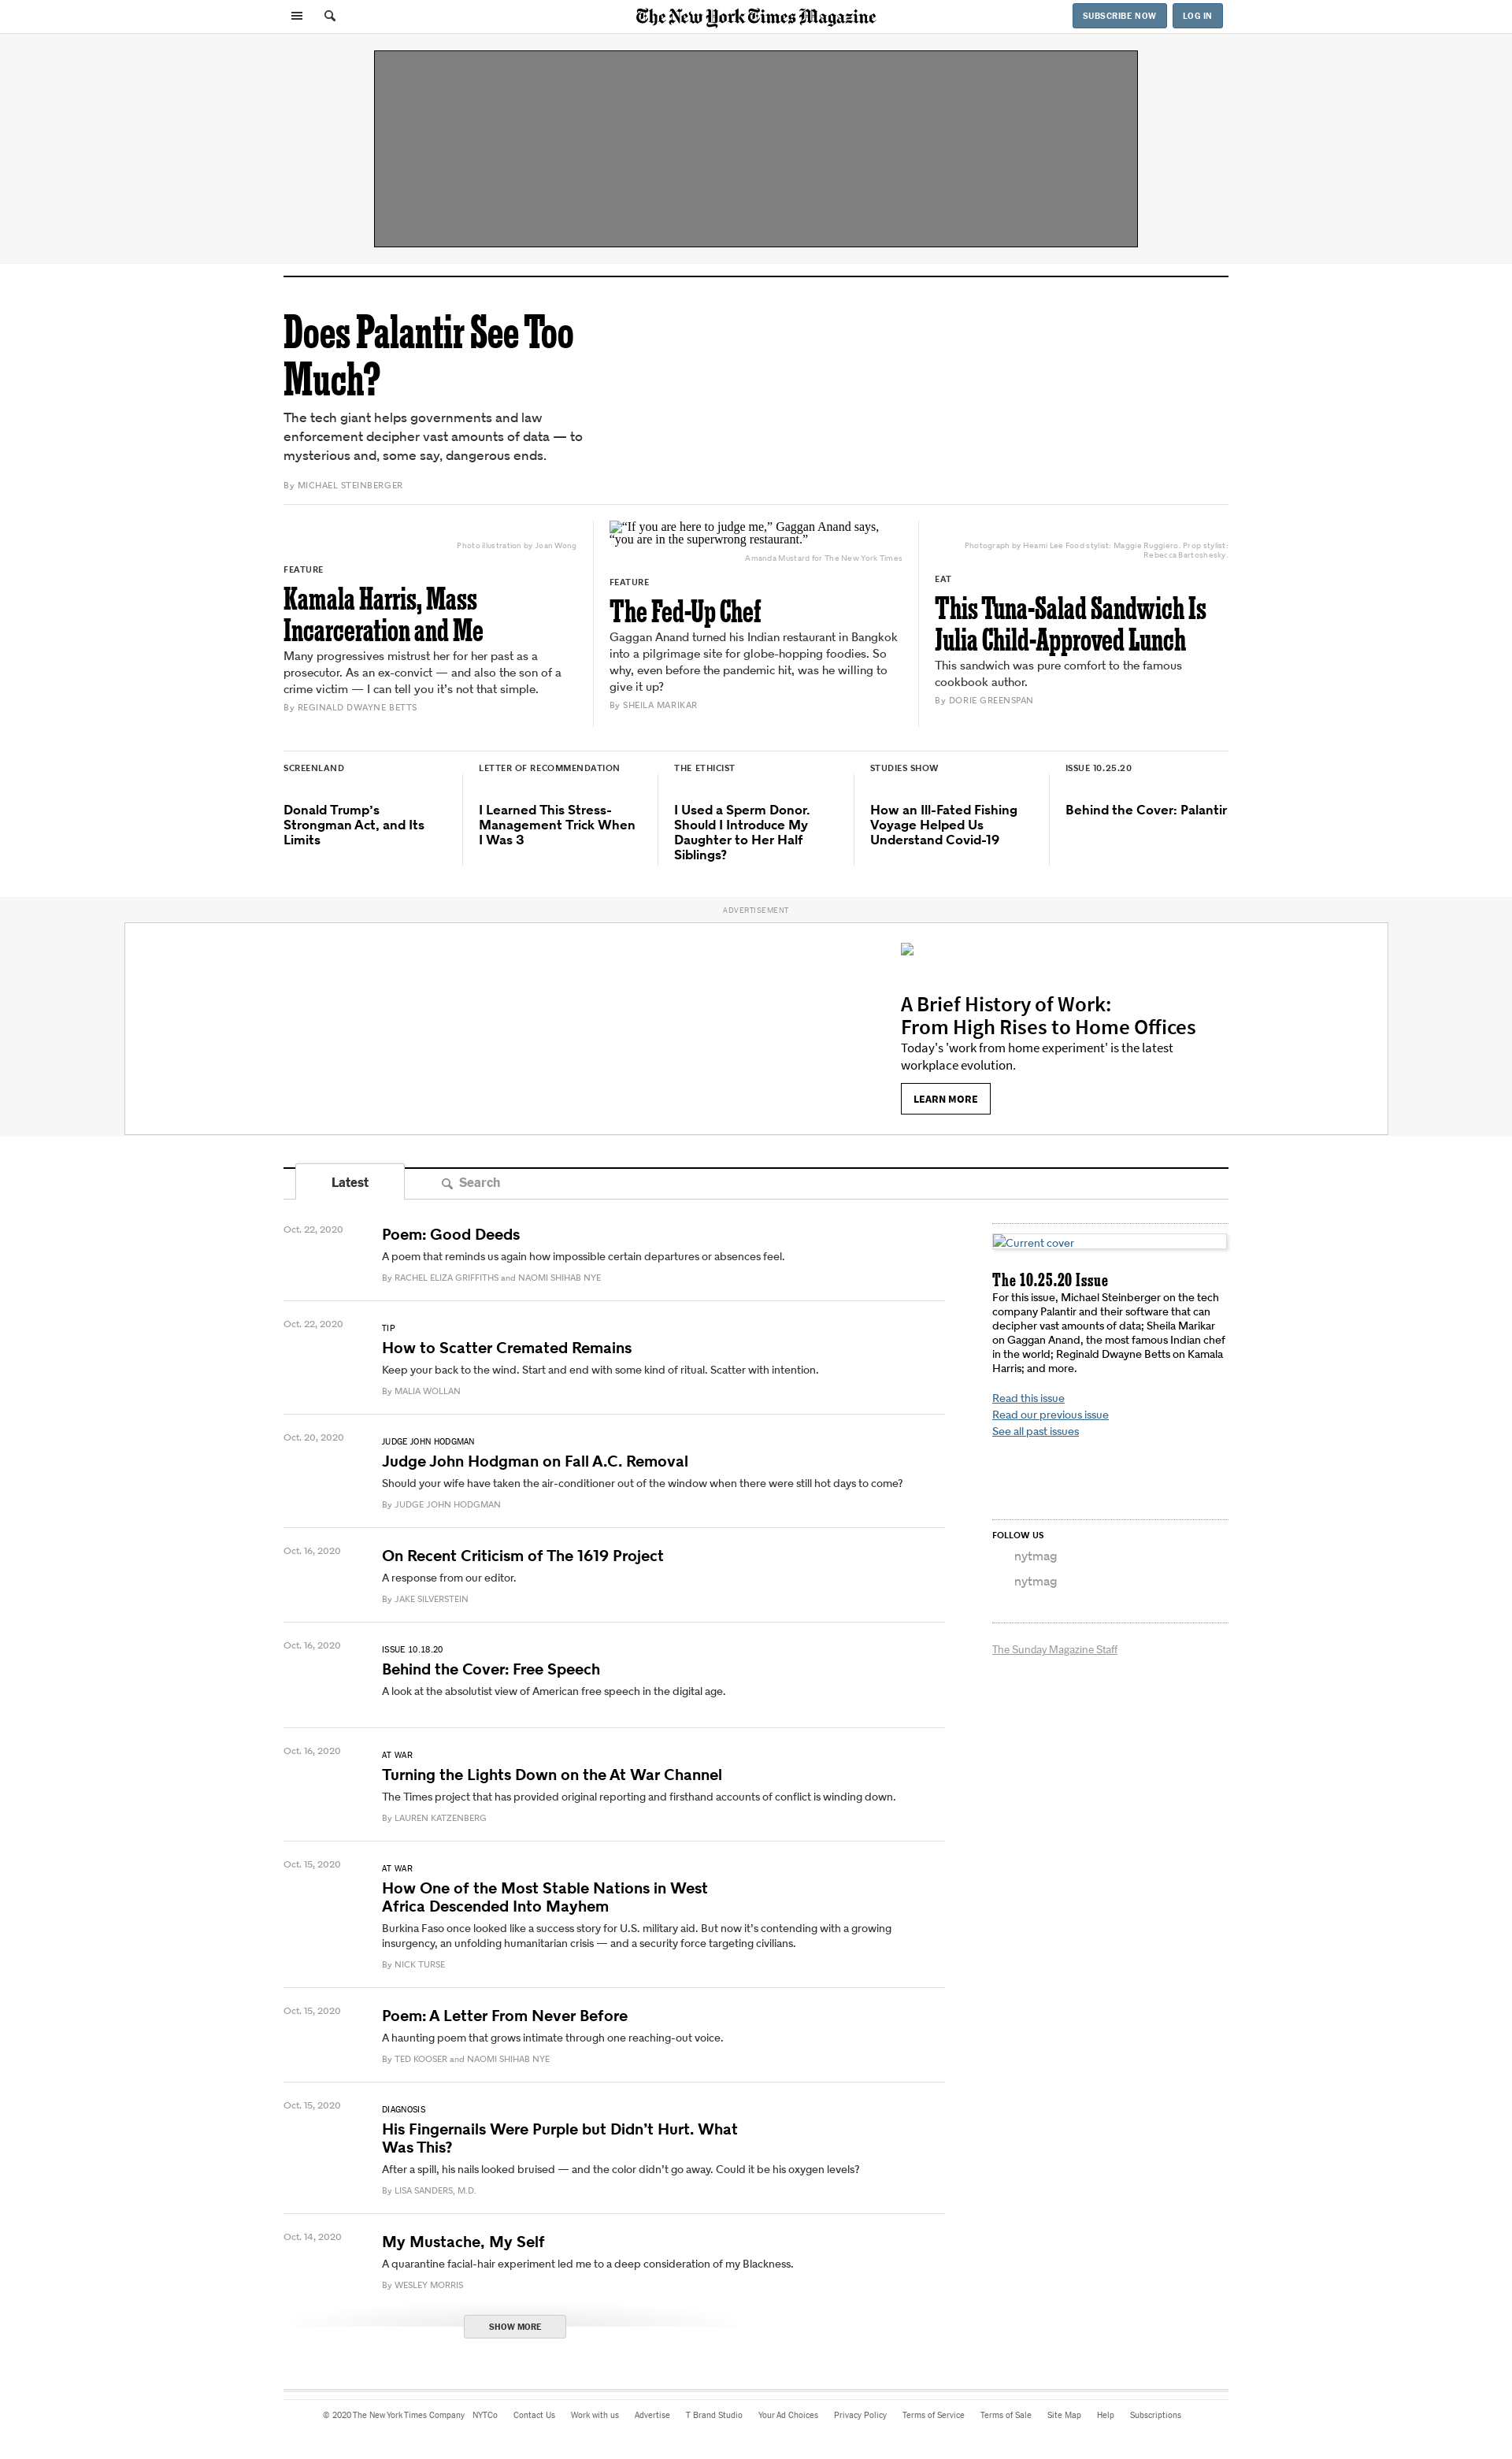 The New York Times Magazine
SUBSCRIBE NOW
LOG IN
Does Palantir See Too
Much?
The tech giant helps governments and law
enforcement decipher vast amounts of data — to
mysterious and, some say, dangerous ends.
By MICHAEL STEINBERGER
Photo illustration by Joan Wong
FEATURE
Kamala Harris, Mass
Incarceration and Me
Many progressives mistrust her for her past as a
prosecutor. As an ex-convict — and also the son of a
crime victim — I can tell you it’s not that simple.
By REGINALD DWAYNE BETTS
“If you are here to judge me,” Gaggan Anand says,
“you are in the superwrong restaurant.”
Amanda Mustard for The New York Times
FEATURE
The Fed-Up Chef
Gaggan Anand turned his Indian restaurant in Bangkok
into a pilgrimage site for globe-hopping foodies. So
why, even before the pandemic hit, was he willing to
give it up?
By SHEILA MARIKAR
Photograph by Heami Lee Food stylist: Maggie Ruggiero. Prop stylist:
Rebecca Bartoshesky.
EAT
This Tuna-Salad Sandwich Is
Julia Child-Approved Lunch
This sandwich was pure comfort to the famous
cookbook author.
By DORIE GREENSPAN
SCREENLAND
Donald Trump’s
Strongman Act, and Its
Limits
LETTER OF RECOMMENDATION
I Learned This Stress-
Management Trick When
I Was 3
THE ETHICIST
I Used a Sperm Donor.
Should I Introduce My
Daughter to Her Half
Siblings?
STUDIES SHOW
How an Ill-Fated Fishing
Voyage Helped Us
Understand Covid-19
ISSUE 10.25.20
Behind the Cover: Palantir
ADVERTISEMENT
A Brief History of Work:
From High Rises to Home Offices
Today's 'work from home experiment' is the latest
workplace evolution.
LEARN MORE
Latest
Search
Oct. 22, 2020
Poem: Good Deeds
A poem that reminds us again how impossible certain departures or absences feel.
By RACHEL ELIZA GRIFFITHS and NAOMI SHIHAB NYE
Oct. 22, 2020
TIP
How to Scatter Cremated Remains
Keep your back to the wind. Start and end with some kind of ritual. Scatter with intention.
By MALIA WOLLAN
Oct. 20, 2020
JUDGE JOHN HODGMAN
Judge John Hodgman on Fall A.C. Removal
Should your wife have taken the air-conditioner out of the window when there were still hot days to come?
By JUDGE JOHN HODGMAN
Oct. 16, 2020
On Recent Criticism of The 1619 Project
A response from our editor.
By JAKE SILVERSTEIN
Oct. 16, 2020
ISSUE 10.18.20
Behind the Cover: Free Speech
A look at the absolutist view of American free speech in the digital age.
Oct. 16, 2020
AT WAR
Turning the Lights Down on the At War Channel
The Times project that has provided original reporting and firsthand accounts of conflict is winding down.
By LAUREN KATZENBERG
Oct. 15, 2020
AT WAR
How One of the Most Stable Nations in West
Africa Descended Into Mayhem
Burkina Faso once looked like a success story for U.S. military aid. But now it’s contending with a growing
insurgency, an unfolding humanitarian crisis — and a security force targeting civilians.
By NICK TURSE
Oct. 15, 2020
Poem: A Letter From Never Before
A haunting poem that grows intimate through one reaching-out voice.
By TED KOOSER and NAOMI SHIHAB NYE
Oct. 15, 2020
DIAGNOSIS
His Fingernails Were Purple but Didn’t Hurt. What
Was This?
After a spill, his nails looked bruised — and the color didn’t go away. Could it be his oxygen levels?
By LISA SANDERS, M.D.
Oct. 14, 2020
My Mustache, My Self
A quarantine facial-hair experiment led me to a deep consideration of my Blackness.
By WESLEY MORRIS
SHOW MORE
Current cover
The 10.25.20 Issue
For this issue, Michael Steinberger on the tech
company Palantir and their software that can
decipher vast amounts of data; Sheila Marikar
on Gaggan Anand, the most famous Indian chef
in the world; Reginald Dwayne Betts on Kamala
Harris; and more.
Read this issue
Read our previous issue
See all past issues
FOLLOW US
nytmag
nytmag
The Sunday Magazine Staff
© 2020 The New York Times Company NYTCo Contact Us Work with us Advertise T Brand Studio Your Ad Choices Privacy Policy Terms of Service Terms of Sale Site Map Help Subscriptions